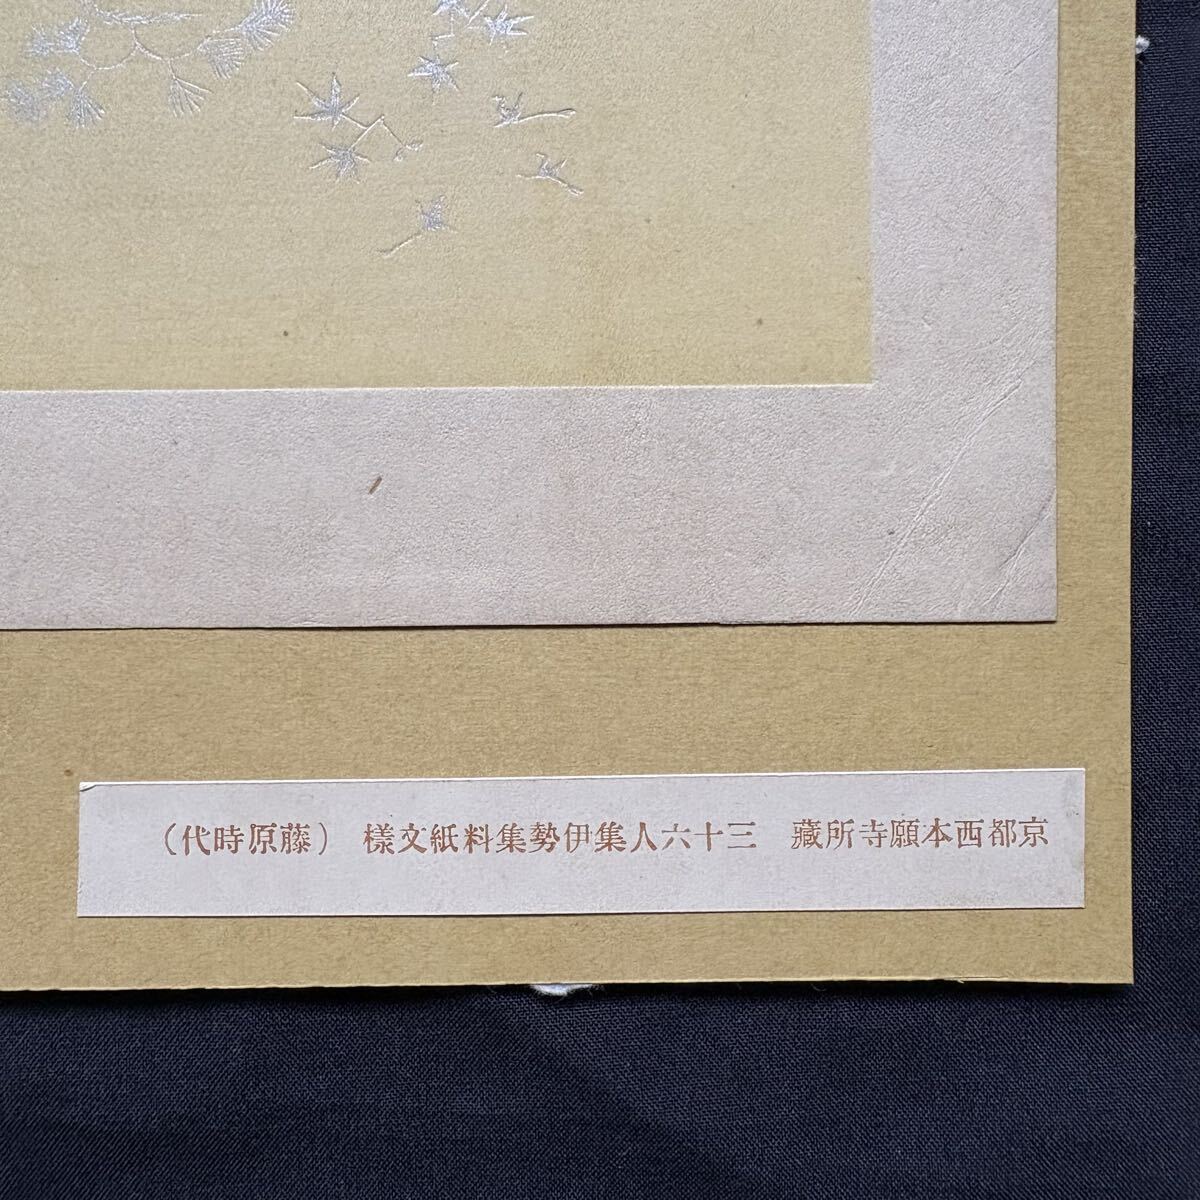 京都西本願寺所藏　三十六人集伊勢集料紙文樣　（藤原時代）